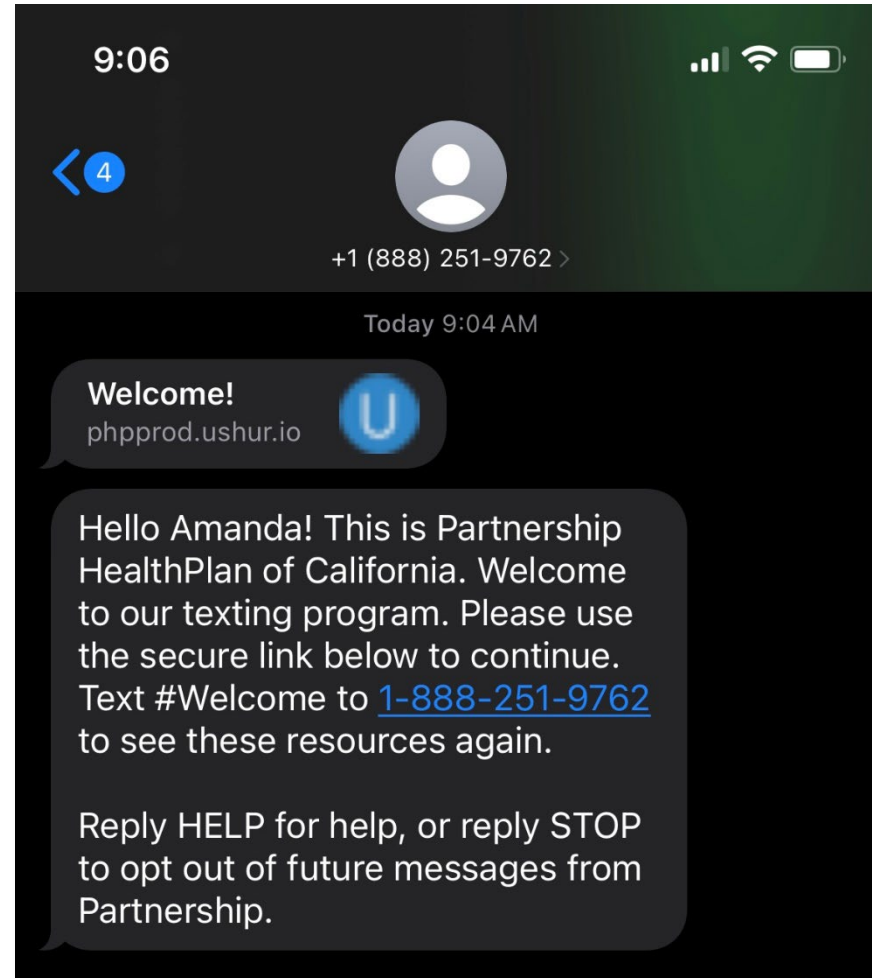 9:06
4
+1 (888) 251-9762 >
Today 9:04 AM
Welcome!
phpprod.ushur.io
U
Hello Amanda! This is Partnership
HealthPlan of California. Welcome
to our texting program. Please use
the secure link below to continue.
Text #Welcome to 1-888-251-9762
to see these resources again.
Reply HELP for help, or reply STOP
to opt out of future messages from
Partnership.